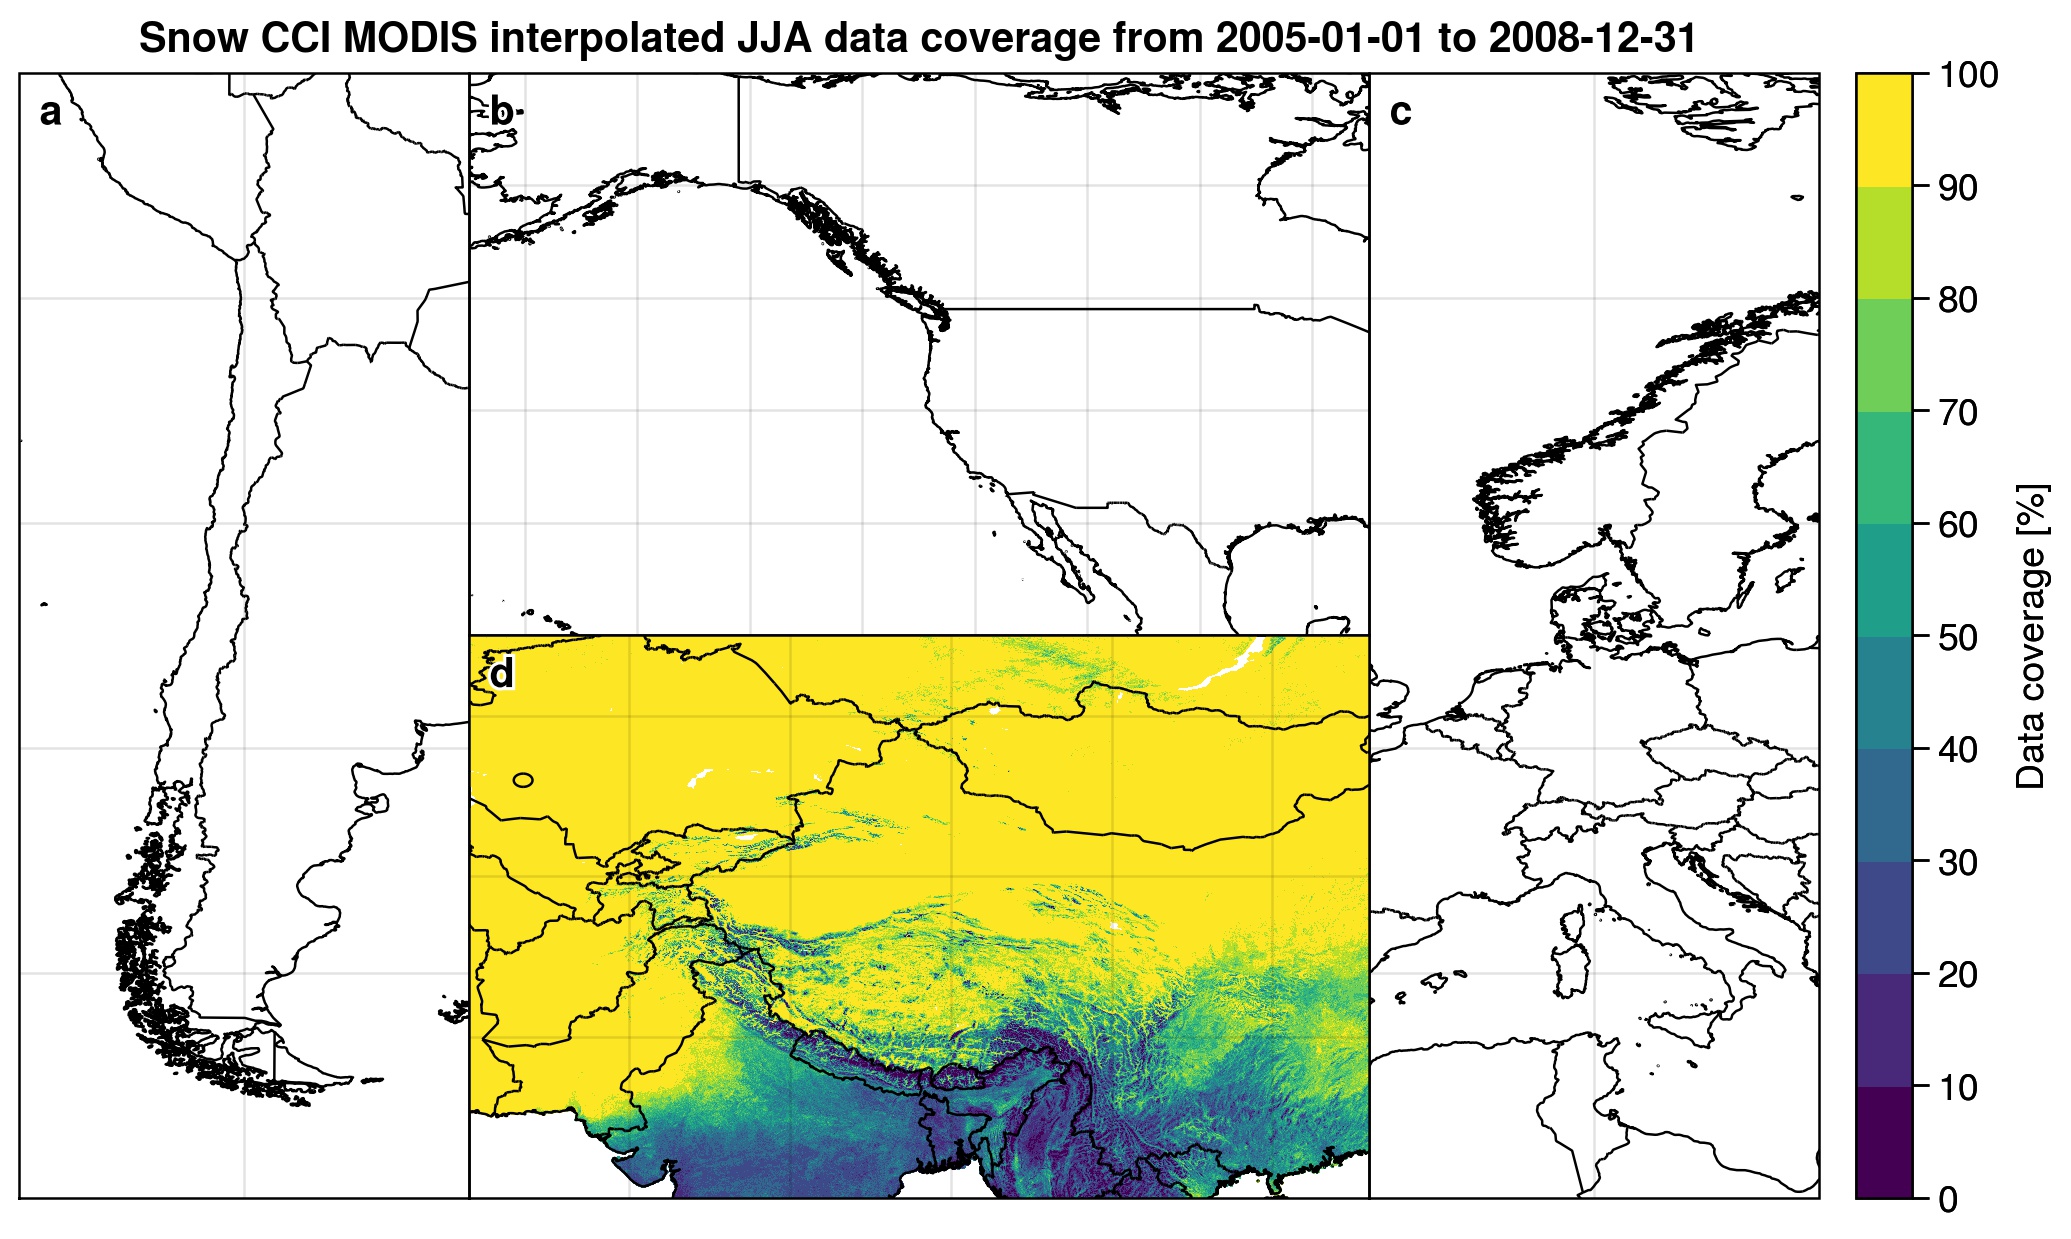 Snow CCI MODIS interpolated JJA data coverage from 2005-01-01 to 2008-12-31
a
b
c
d
100
90
80
70
60
50
40
30
20
10
0
Data coverage [%]